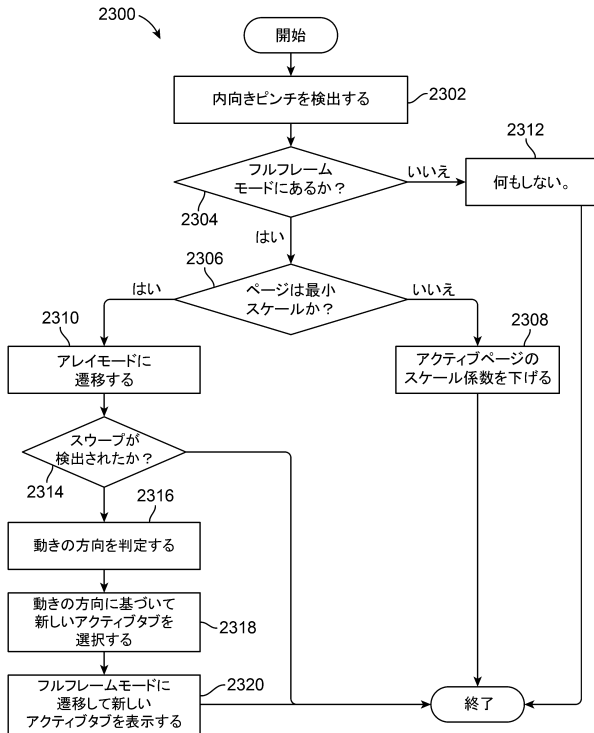 2300
開始
内向きピンチを検出する
2302
フルフレーム
モードにあるか？
2304
いいえ
2312
何もしない。
はい
2306
ページは最小
スケールか？
はい
いいえ
2310
アレイモードに
遷移する
2308
アクティブページの
スケール係数を下げる
スウープが
検出されたか？
2314
2316
動きの方向を判定する
動きの方向に基づいて
新しいアクティブタブを
選択する
2318
フルフレームモードに
遷移して新しい
アクティブタブを表示する
2320
終了